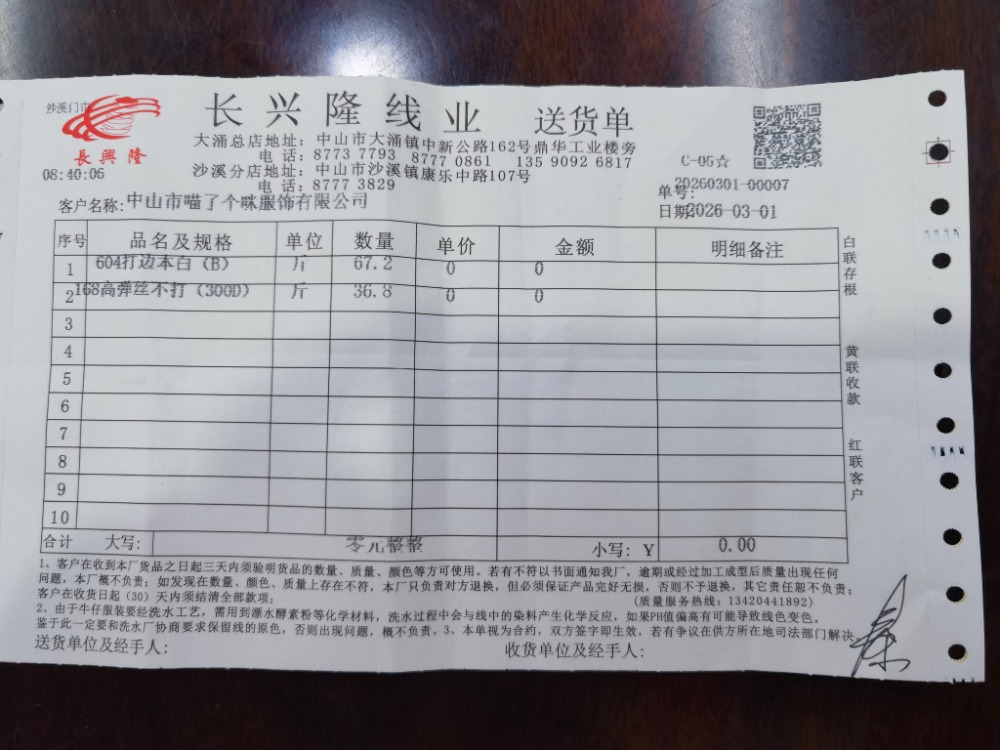 沙溪门市
長興隆
08:40:06
长兴隆线业 送货单
大涌总店地址: 中山市大涌镇中新公路162号鼎华工业楼旁
电话: 8773 7793 8777 0861 135 9092 6817
沙溪分店地址: 中山市沙溪镇康乐中路107号
电话: 8777 3829
C-05☆
单号: 20260301-00007
客户名称: 中山市喵了个咪服饰有限公司
日期: 2026-03-01
序号 品名及规格 单位 数量 单价 金额 明细备注
1 604打边本白（B） 斤 67.2 0 0
2 168高弹丝不打（300D） 斤 36.8 0 0
3
4
5
6
7
8
9
10
合计 大写: 零元整整 小写: Y 0.00
白联存根
黄联收款
红联客户
1、客户在收到本厂货品之日起三天内须验明货品的数量、质量、颜色等方可使用。若有不符以书面通知我厂，逾期或经过加工成型后质量出现任何
问题，本厂概不负责；如发现在数量、颜色、质量上存在不符，本厂只负责对方退换，但必须保证产品完好无损，否则不予退换，其它责任恕不负责；
客户在收货日起(30）天内须结清全部款项；
(质量服务热线: 13420441892)
2、由于牛仔服装要经洗水工艺，需用到漂水酵素粉等化学材料，洗水过程中会与线中的染料产生化学反应，如果PH值偏高有可能导致线色变色，
鉴于此一定要和洗水厂协商要求保留线的原色，否则出现问题，概不负责。3、本单视为合约，双方签字即生效，若有争议在供方所在地司法部门解决
送货单位及经手人: 收货单位及经手人: